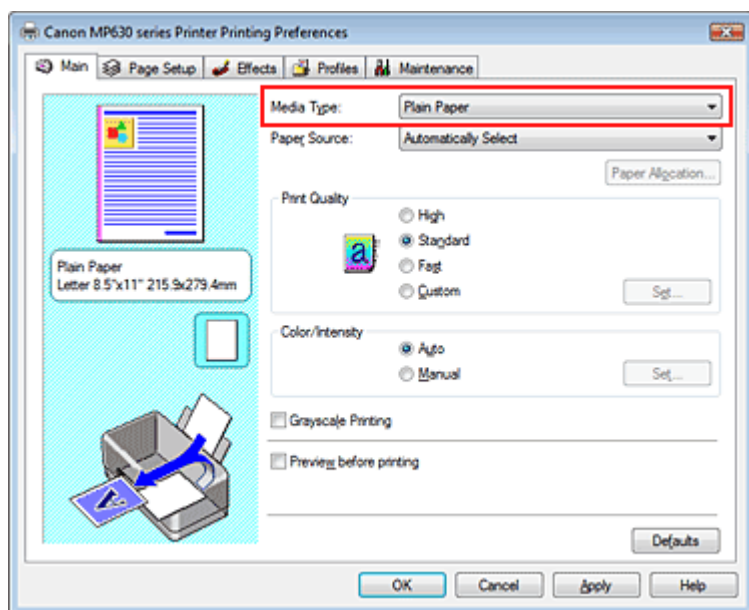 Canon MP630 series Printer Printing Preferences
Main
Page Setup
Effects
Profiles
Maintenance
Media Type:
Plain Paper
Paper Source:
Automatically Select
Paper Allocation...
Print Quality
High
Standard
Fast
Custom
Set...
Plain Paper
Letter 8.5"x11" 215.9x279.4mm
Color/Intensity
Auto
Manual
Set...
Grayscale Printing
Preview before printing
Defaults
OK
Cancel
Apply
Help